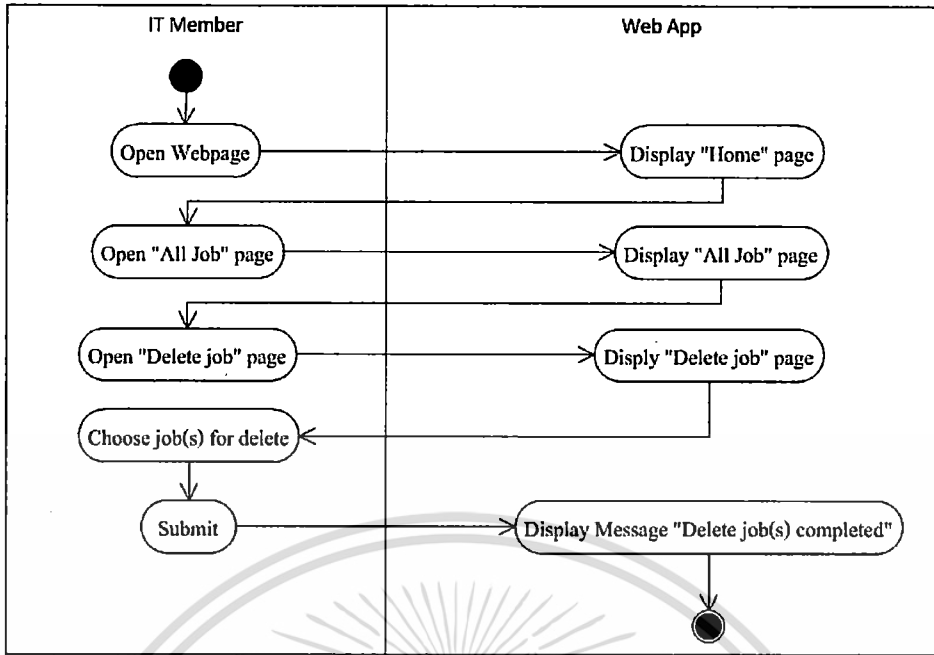 IT Member
Web App
Open Webpage
Display "Home" page
Open "All Job" page
Display "All Job" page
Open "Delete job" page
Disply "Delete job" page
Choose job(s) for delete
Submit
Display Message "Delete job(s) completed"